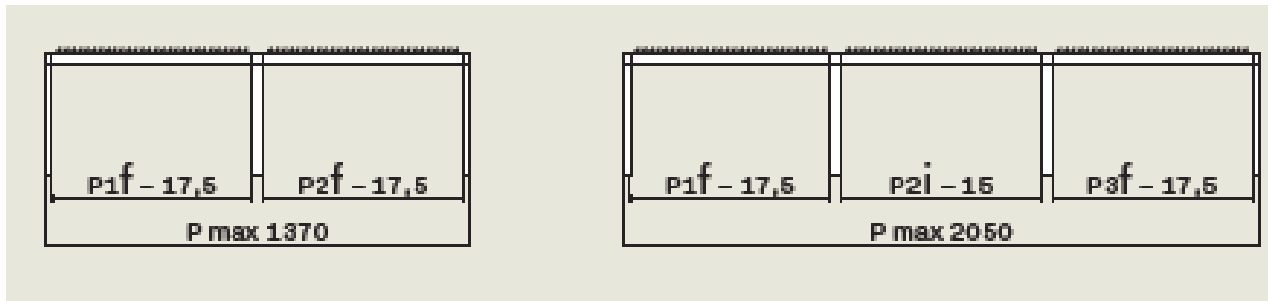 P1f – 17,5 P2f – 17,5 P1f – 17,5 P2i – 15 P3f – 17,5
P max 1370 P max 2050